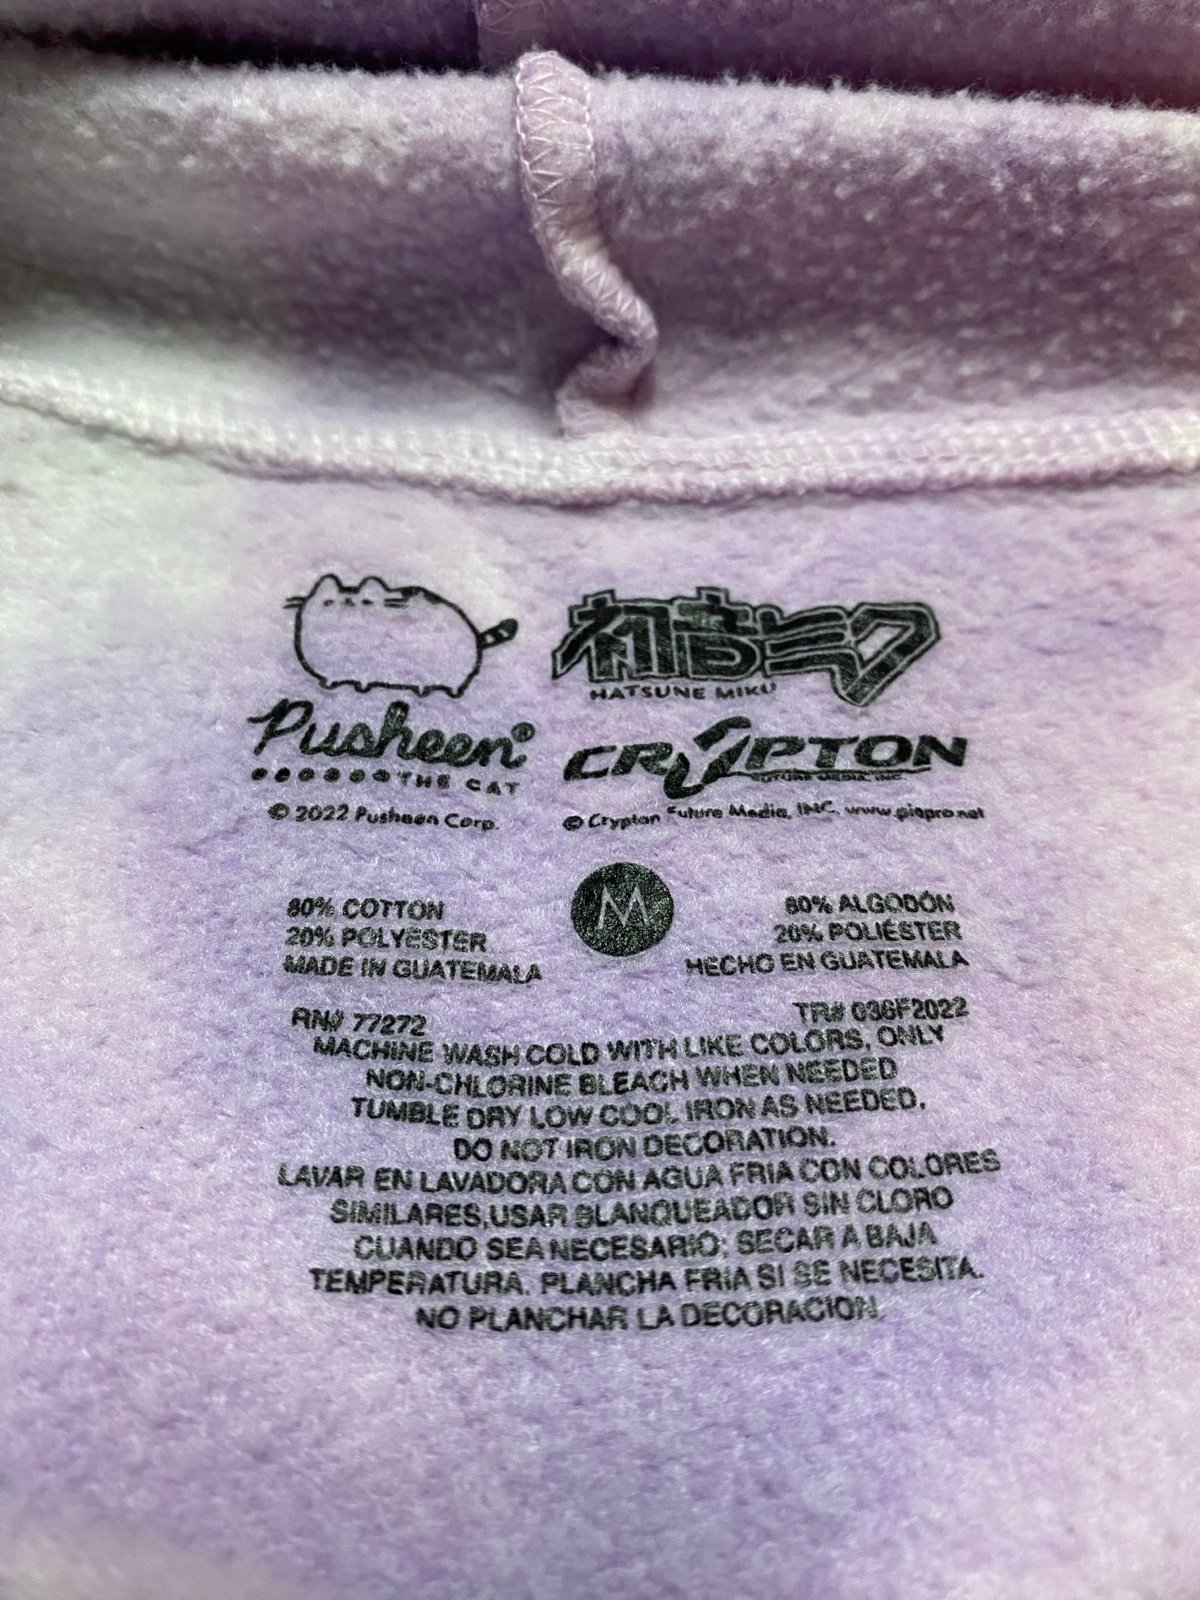 初音ミク
HATSUNE MIKU
Pusheen®
THE CAT
CRYPTON
FUTURE MEDIA, INC.
© 2022 Pusheen Corp.
© Crypton Future Media, INC. www.piapro.net
M
80% COTTON
20% POLYESTER
MADE IN GUATEMALA
80% ALGODÓN
20% POLIÉSTER
HECHO EN GUATEMALA
RN# 77272
TR# 036F2022
MACHINE WASH COLD WITH LIKE COLORS, ONLY
NON-CHLORINE BLEACH WHEN NEEDED
TUMBLE DRY LOW COOL IRON AS NEEDED.
DO NOT IRON DECORATION.
LAVAR EN LAVADORA CON AGUA FRIA CON COLORES
SIMILARES,USAR BLANQUEADOR SIN CLORO
CUANDO SEA NECESARIO; SECAR A BAJA
TEMPERATURA. PLANCHA FRIA SI SE NECESITA.
NO PLANCHAR LA DECORACION.